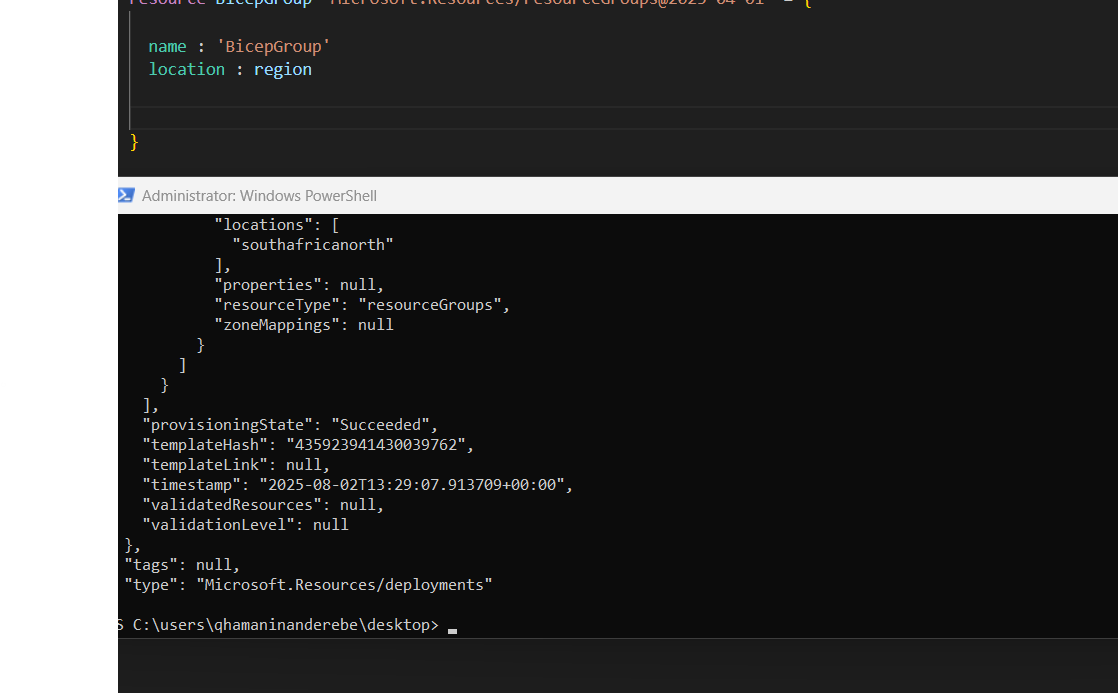 resource BicepGroup 'Microsoft.Resources/resourceGroups@2025-04-01' = {
name : 'BicepGroup'
location : region
}
Administrator: Windows PowerShell
"locations": [
"southafricanorth"
],
"properties": null,
"resourceType": "resourceGroups",
"zoneMappings": null
}
]
}
],
"provisioningState": "Succeeded",
"templateHash": "435923941430039762",
"templateLink": null,
"timestamp": "2025-08-02T13:29:07.913709+00:00",
"validatedResources": null,
"validationLevel": null
},
"tags": null,
"type": "Microsoft.Resources/deployments"
S C:\users\qhamaninanderebe\desktop>